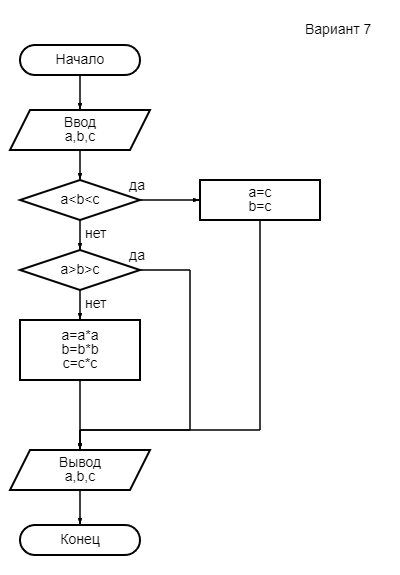 Вариант 7
Начало
Ввод
a,b,c
a<b<c
да
a=c
b=c
нет
a>b>c
да
нет
a=a*a
b=b*b
c=c*c
Вывод
a,b,c
Конец